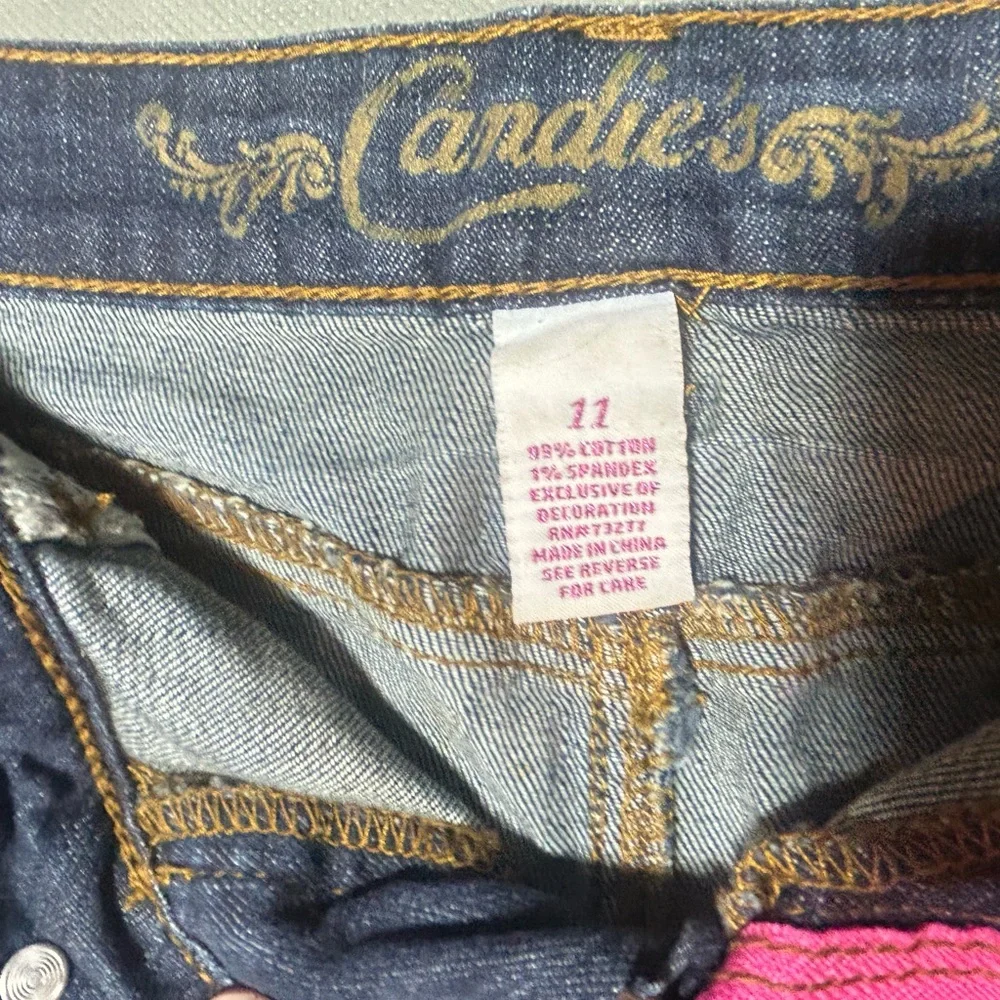 Candie's
11
99% COTTON
1% SPANDEX
EXCLUSIVE OF
DECORATION
RN#73277
MADE IN CHINA
SEE REVERSE
FOR CARE